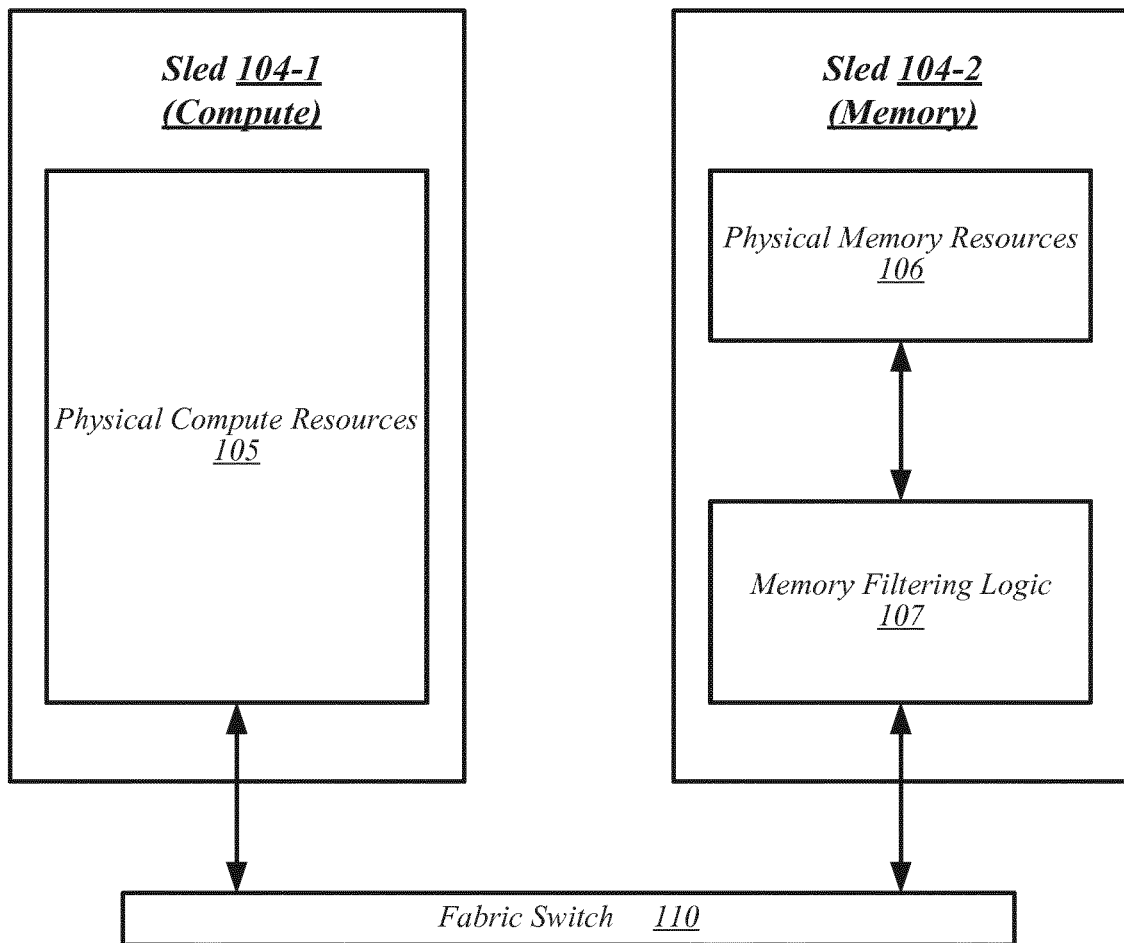 Sled 104-1
(Compute)
Physical Compute Resources
105
Sled 104-2
(Memory)
Physical Memory Resources
106
Memory Filtering Logic
107
Fabric Switch 110